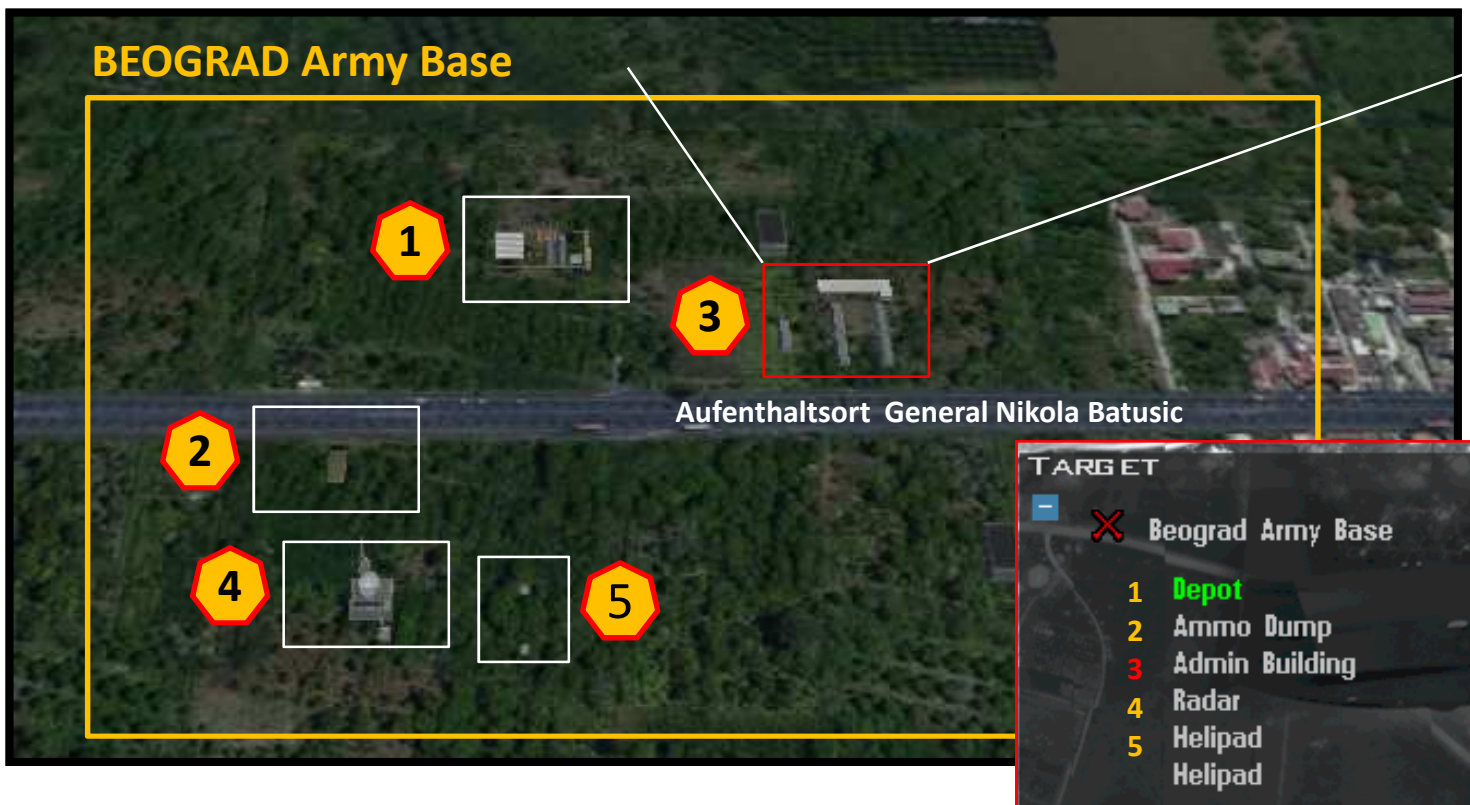 BEOGRAD Army Base
1
3
Aufenthaltsort General Nikola Batusic
2
4
5
TARGET
Beograd Army Base
1 Depot
2 Ammo Dump
3 Admin Building
4 Radar
5 Helipad
Helipad